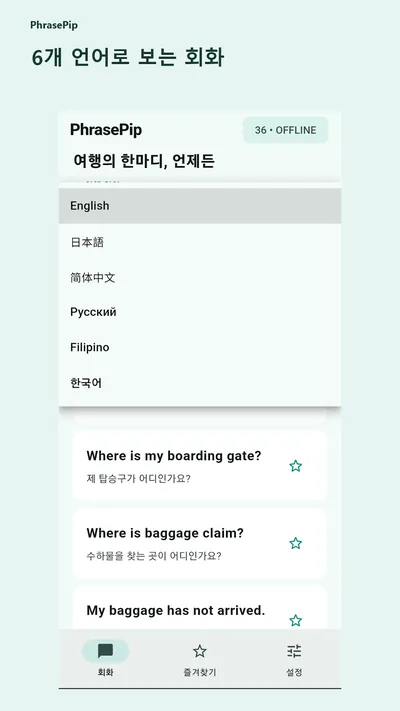 PhrasePip
6개 언어로 보는 회화
PhrasePip
36 • OFFLINE
여행의 한마디, 언제든
English
日本語
简体中文
Русский
Filipino
한국어
Where is my boarding gate?
제 탑승구가 어디인가요?
Where is baggage claim?
수하물을 찾는 곳이 어디인가요?
My baggage has not arrived.
회화
즐겨찾기
설정